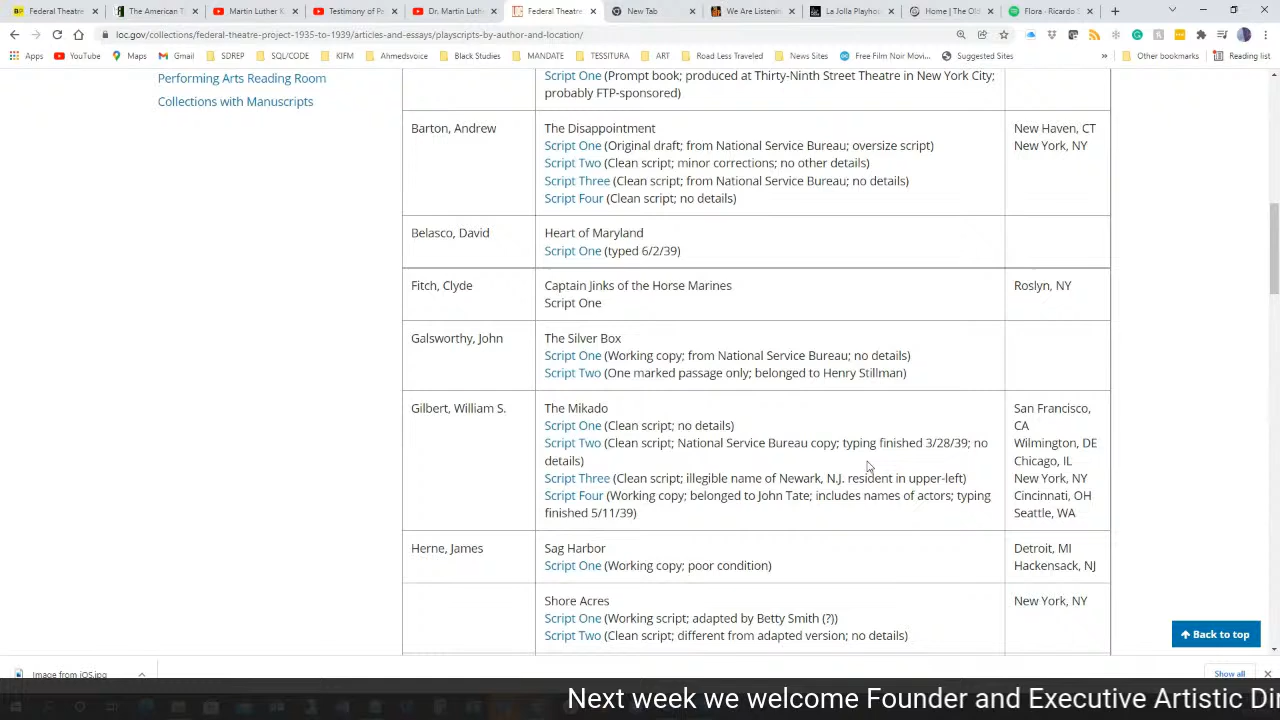 Federal Theatre
The American T
Martin Luther K
Testimony of Pa
Dr. Martin Luthe
Federal Theatre
New Tab
We Are Listenin
La Jolla Playhou
Home | The Old
Flora - Ricardo S
loc.gov/collections/federal-theatre-project-1935-to-1939/articles-and-essays/playscripts-by-author-and-location/
Apps YouTube Maps Gmail SDREP SQL/CODE KIFM Ahmedsvoice Black Studies MANDATE TESSITURA ART Road Less Traveled News Sites Free Film Noir Movi... Suggested Sites » Other bookmarks Reading list
Performing Arts Reading Room
Collections with Manuscripts
Script One (Prompt book; produced at Thirty-Ninth Street Theatre in New York City;
probably FTP-sponsored)
Barton, Andrew
The Disappointment
Script One (Original draft; from National Service Bureau; oversize script)
Script Two (Clean script; minor corrections; no other details)
Script Three (Clean script; from National Service Bureau; no details)
Script Four (Clean script; no details)
New Haven, CT
New York, NY
Belasco, David
Heart of Maryland
Script One (typed 6/2/39)
Fitch, Clyde
Captain Jinks of the Horse Marines
Script One
Roslyn, NY
Galsworthy, John
The Silver Box
Script One (Working copy; from National Service Bureau; no details)
Script Two (One marked passage only; belonged to Henry Stillman)
Gilbert, William S.
The Mikado
Script One (Clean script; no details)
Script Two (Clean script; National Service Bureau copy; typing finished 3/28/39; no
details)
Script Three (Clean script; illegible name of Newark, N.J. resident in upper-left)
Script Four (Working copy; belonged to John Tate; includes names of actors; typing
finished 5/11/39)
San Francisco,
CA
Wilmington, DE
Chicago, IL
New York, NY
Cincinnati, OH
Seattle, WA
Herne, James
Sag Harbor
Script One (Working copy; poor condition)
Detroit, MI
Hackensack, NJ
Shore Acres
Script One (Working script; adapted by Betty Smith (?))
Script Two (Clean script; different from adapted version; no details)
New York, NY
Back to top
Image from iOS.jpg
Show all
Next week we welcome Founder and Executive Artistic Di